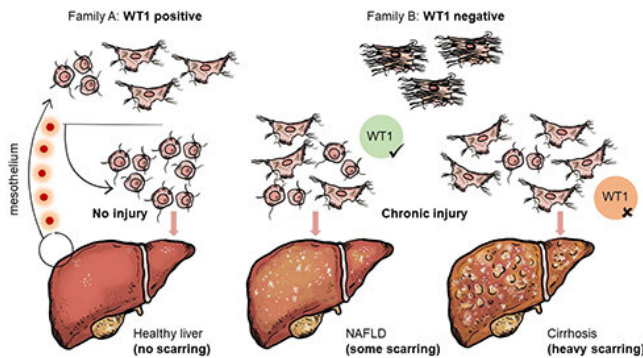 Family A: WT1 positive
Family B: WT1 negative
mesothelium
WT1
WT1
No injury
Chronic injury
Healthy liver
(no scarring)
NAFLD
(some scarring)
Cirrhosis
(heavy scarring)